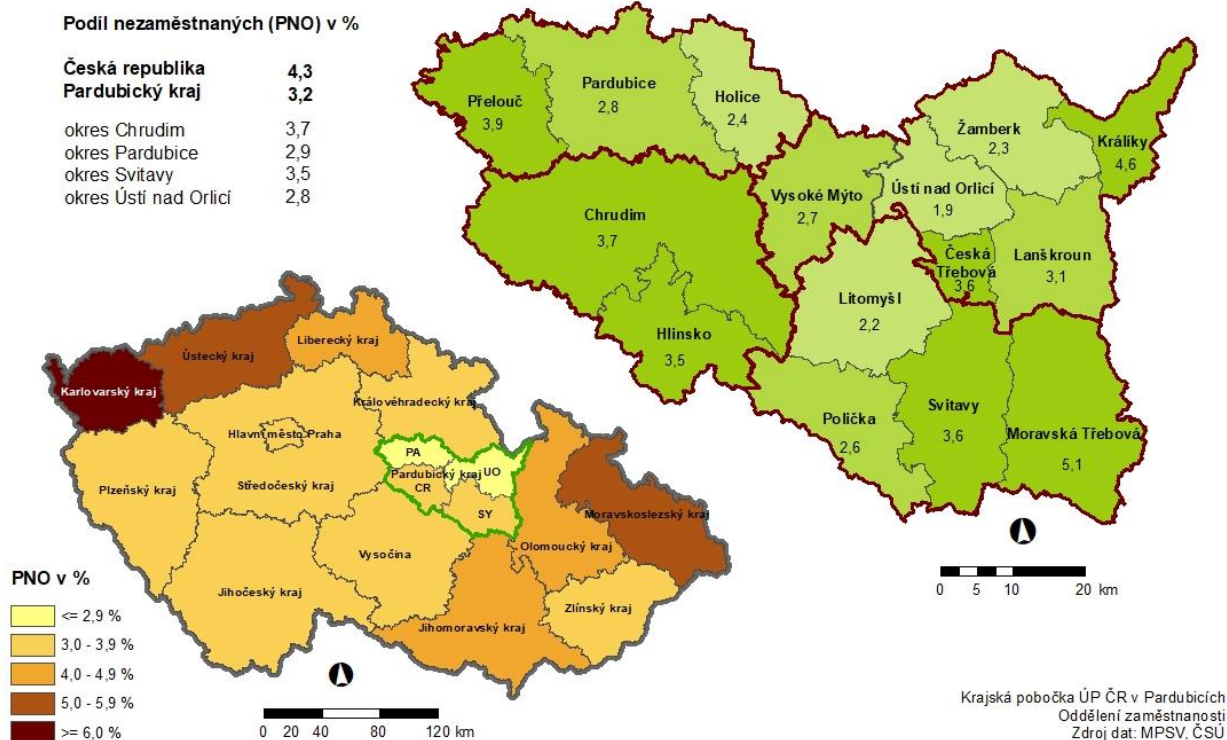 Podíl nezaměstnaných (PNO) v %
Česká republika 4,3
Pardubický kraj 3,2
okres Chrudim 3,7
okres Pardubice 2,9
okres Svitavy 3,5
okres Ústí nad Orlicí 2,8
Přelouč
3,9
Pardubice
2,8
Holice
2,4
Žamberk
2,3
Králíky
4,6
Vysoké Mýto
2,7
Ústí nad Orlicí
1,9
Chrudim
3,7
Česká
Třebová
3,6
Lanškroun
3,1
Litomyšl
2,2
Hlinsko
3,5
Polička
2,6
Svitavy
3,6
Moravská Třebová
5,1
0 5 10 20 km
Karlovarský kraj
Ústecký kraj
Liberecký kraj
Královéhradecký kraj
Hlavní město Praha
Středočeský kraj
Plzeňský kraj
PA
UO
Pardubický kraj
CR
SY
Moravskoslezský kraj
Olomoucký kraj
Vysočina
Jihočeský kraj
Jihomoravský kraj
Zlínský kraj
PNO v %
<= 2,9 %
3,0 - 3,9 %
4,0 - 4,9 %
5,0 - 5,9 %
>= 6,0 %
0 20 40 80 120 km
Krajská pobočka ÚP ČR v Pardubicích
Oddělení zaměstnanosti
Zdroj dat: MPSV, ČSÚ